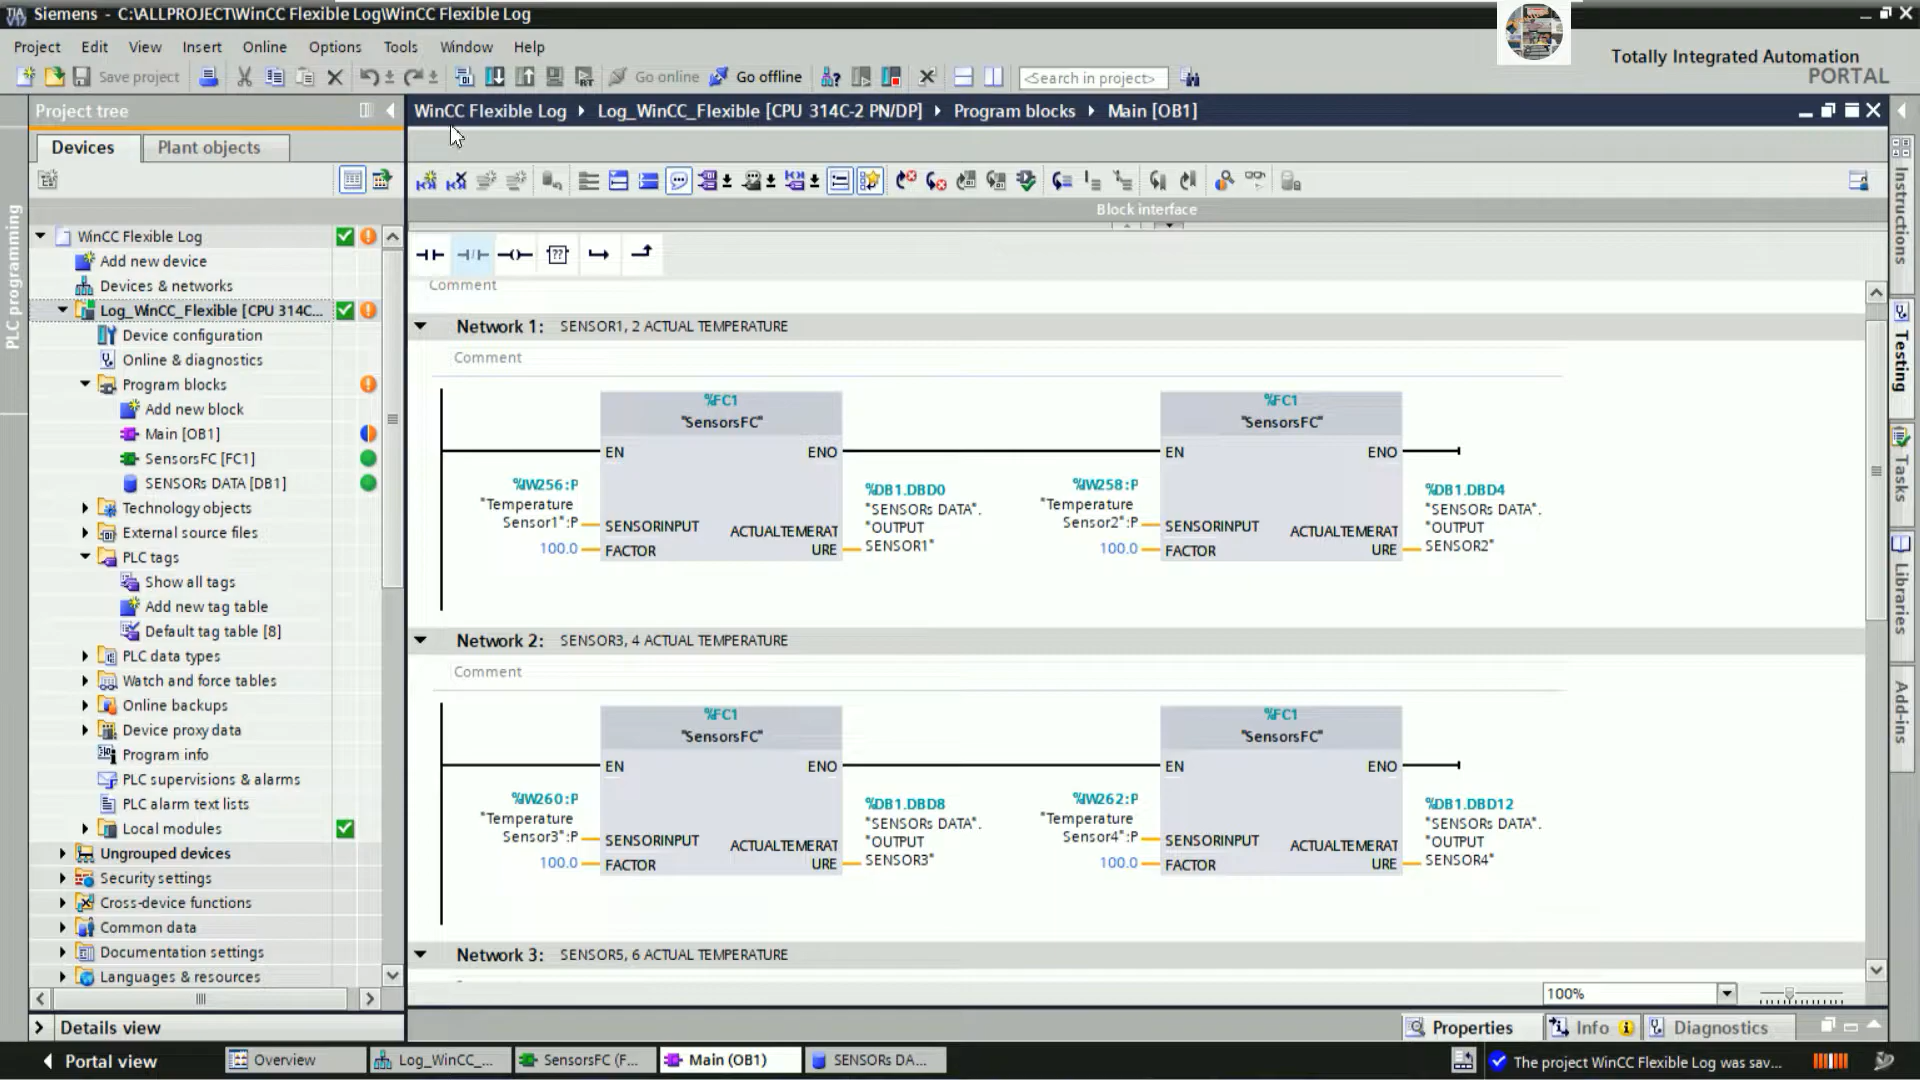 Siemens - C:\ALLPROJECT\WinCC Flexible Log\WinCC Flexible Log
Project Edit View Insert Online Options Tools Window Help
Totally Integrated Automation
PORTAL
Save project Go online Go offline <Search in project>
Project tree
WinCC Flexible Log Log_WinCC_Flexible [CPU 314C-2 PN/DP] Program blocks Main [OB1]
Devices Plant objects
Block interface
PLC programming
WinCC Flexible Log
Add new device
Devices & networks
Log_WinCC_Flexible [CPU 314C...
Device configuration
Online & diagnostics
Program blocks
Add new block
Main [OB1]
SensorsFC [FC1]
SENSORs DATA [DB1]
Technology objects
External source files
PLC tags
Show all tags
Add new tag table
Default tag table [8]
PLC data types
Watch and force tables
Online backups
Device proxy data
Program info
PLC supervisions & alarms
PLC alarm text lists
Local modules
Ungrouped devices
Security settings
Cross-device functions
Common data
Documentation settings
Languages & resources
Details view
Comment
Network 1: SENSOR1, 2 ACTUAL TEMPERATURE
Comment
%FC1
"SensorsFC"
EN ENO
%IW256:P
"Temperature
Sensor1":P
SENSORINPUT
100.0
FACTOR
ACTUALTEMERAT
URE
%DB1.DBD0
"SENSORs DATA".
"OUTPUT
SENSOR1"
%FC1
"SensorsFC"
EN ENO
%IW258:P
"Temperature
Sensor2":P
SENSORINPUT
100.0
FACTOR
ACTUALTEMERAT
URE
%DB1.DBD4
"SENSORs DATA".
"OUTPUT
SENSOR2"
Network 2: SENSOR3, 4 ACTUAL TEMPERATURE
Comment
%FC1
"SensorsFC"
EN ENO
%IW260:P
"Temperature
Sensor3":P
SENSORINPUT
100.0
FACTOR
ACTUALTEMERAT
URE
%DB1.DBD8
"SENSORs DATA".
"OUTPUT
SENSOR3"
%FC1
"SensorsFC"
EN ENO
%IW262:P
"Temperature
Sensor4":P
SENSORINPUT
100.0
FACTOR
ACTUALTEMERAT
URE
%DB1.DBD12
"SENSORs DATA".
"OUTPUT
SENSOR4"
Network 3: SENSOR5, 6 ACTUAL TEMPERATURE
100%
Instructions
Testing
Tasks
Libraries
Add-ins
Properties Info Diagnostics
Portal view Overview Log_WinCC_... SensorsFC (F... Main (OB1) SENSORs DA... The project WinCC Flexible Log was sav...